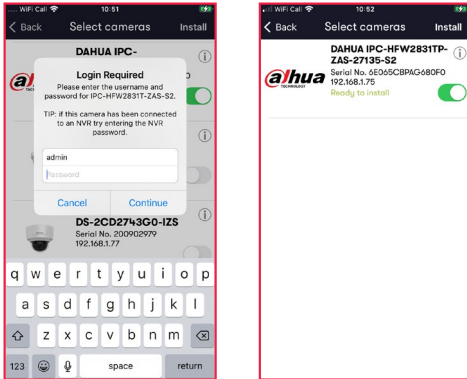 WiFi Call 10:51
Back Select cameras Install
DAHUA IPC-
Login Required
Please enter the username and
password for IPC-HFW2831T-ZAS-S2.
TIP: if this camera has been connected
to an NVR try entering the NVR
password.
admin
Password
Cancel Continue
DS-2CD2743G0-IZS
Serial No. 200902979
192.168.1.77
q w e r t y u i o p
a s d f g h j k l
z x c v b n m
123 space return
WiFi Call 10:52
Back Select cameras Install
DAHUA IPC-HFW2831TP-
ZAS-27135-S2
Serial No. 6E065CBPAG680F0
192.168.1.75
Ready to install
alhua
TECHNOLOGY